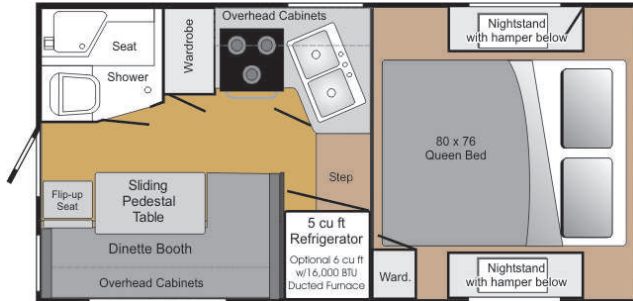 Overhead Cabinets
Seat
Shower
Wardrobe
Nightstand
with hamper below
80 x 76
Queen Bed
Step
Flip-up
Seat
Sliding
Pedestal
Table
Dinette Booth
Overhead Cabinets
5 cu ft
Refrigerator
Optional 6 cu ft
w/16,000 BTU
Ducted Furnace
Ward.
Nightstand
with hamper below